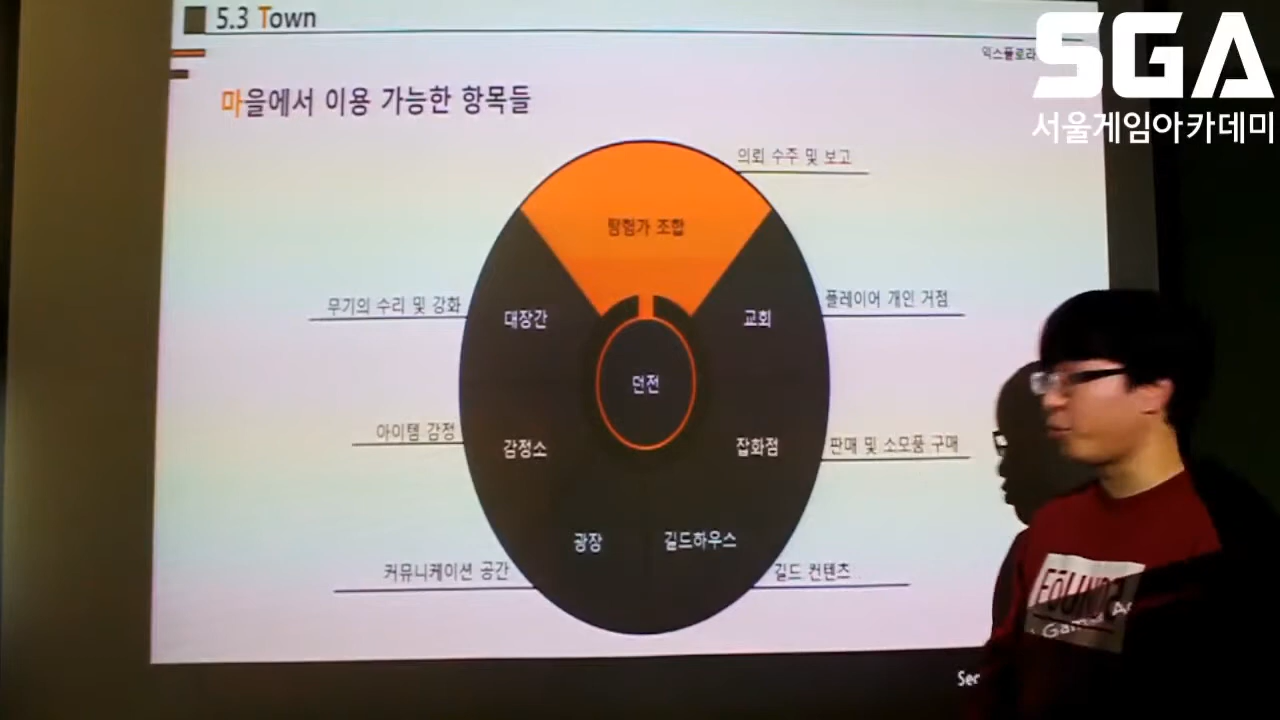 5.3 Town
익스플로러
SGA
서울게임아카데미
마을에서 이용 가능한 항목들
의뢰 수주 및 보고
탐험가 조합
무기의 수리 및 강화
대장간
교회
플레이어 개인 거점
던전
아이템 감정
감정소
잡화점
판매 및 소모품 구매
광장
길드하우스
커뮤니케이션 공간
길드 컨텐츠